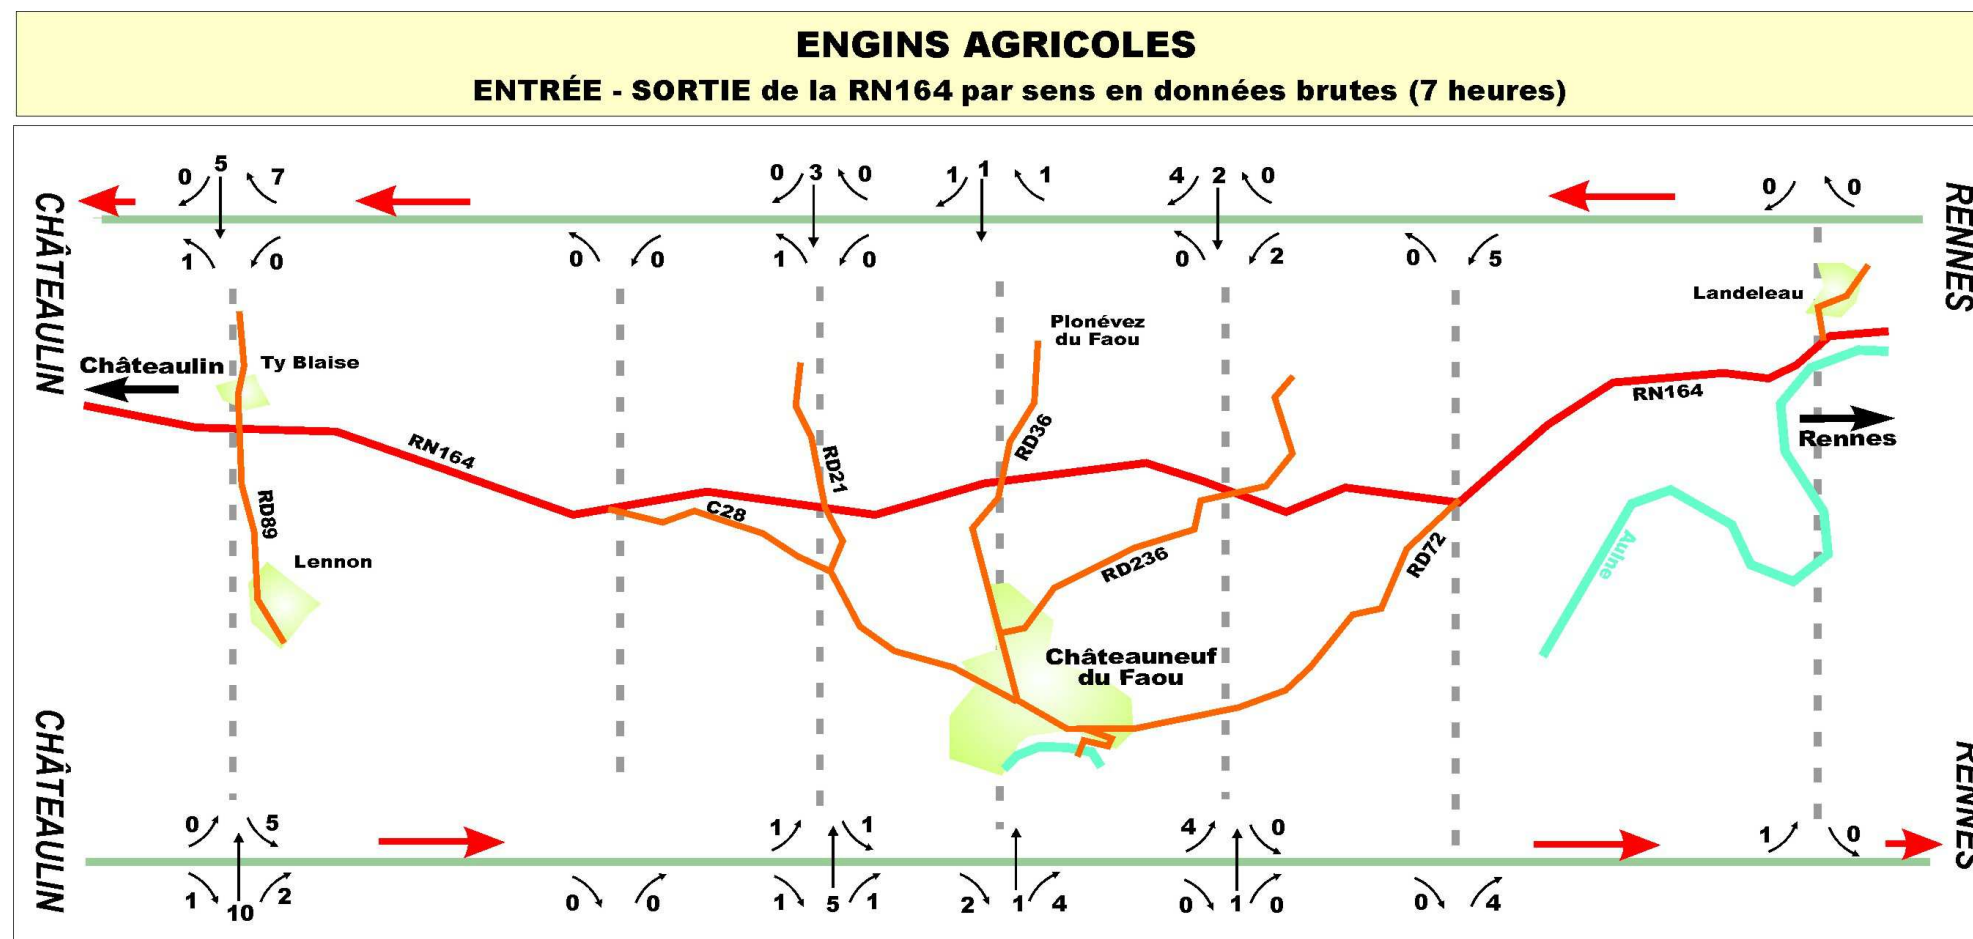 ENGINS AGRICOLES
ENTRÉE - SORTIE de la RN164 par sens en données brutes (7 heures)
CHÂTEAULIN
RENNES
0 5 7
0 3 0
1 1 1
4 2 0
0 0
1 0
0 0
1 0
0 2
0 5
Landeleau
Plonévez
du Faou
Châteaulin
Ty Blaise
RN164
RN164
Rennes
RD36
RD21
RD89
C28
RD236
RD72
Aulne
Lennon
Châteauneuf
du Faou
CHÂTEAULIN
RENNES
0 5
1 1
4 0
1 0
1 10 2
0 0
1 5 1
2 1 4
0 1 0
0 4